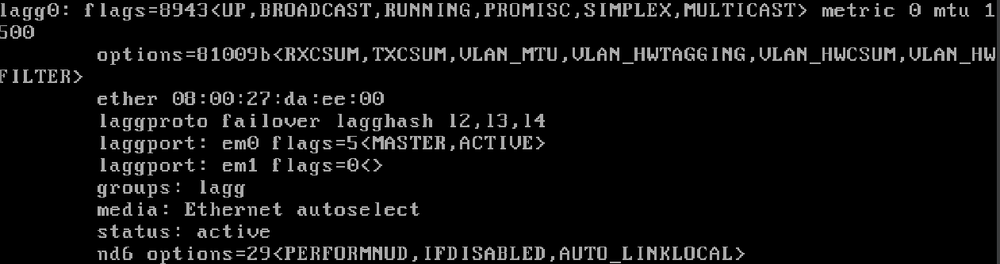 lagg0: flags=8943<UP,BROADCAST,RUNNING,PROMISC,SIMPLEX,MULTICAST> metric 0 mtu 1
500
options=81009b<RXCSUM,TXCSUM,VLAN_MTU,VLAN_HWTAGGING,VLAN_HWCSUM,VLAN_HW
FILTER>
ether 08:00:27:da:ee:00
laggproto failover lagghash l2,l3,l4
laggport: em0 flags=5<MASTER,ACTIVE>
laggport: em1 flags=0<>
groups: lagg
media: Ethernet autoselect
status: active
nd6 options=29<PERFORMNUD,IFDISABLED,AUTO_LINKLOCAL>